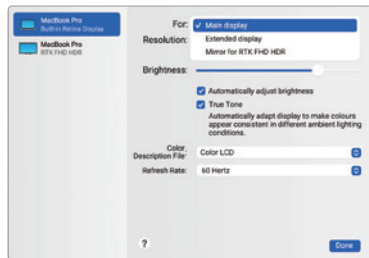 MacBook Pro
Built-in Retina Display
MacBook Pro
RTK FHD HDR
For:
✓ Main display
Extended display
Mirror for RTK FHD HDR
Resolution:
Brightness:
Automatically adjust brightness
True Tone
Automatically adapt display to make colours
appear consistent in different ambient lighting
conditions.
Color,
Description File:
Color LCD
Refresh Rate:
60 Hertz
?
Done